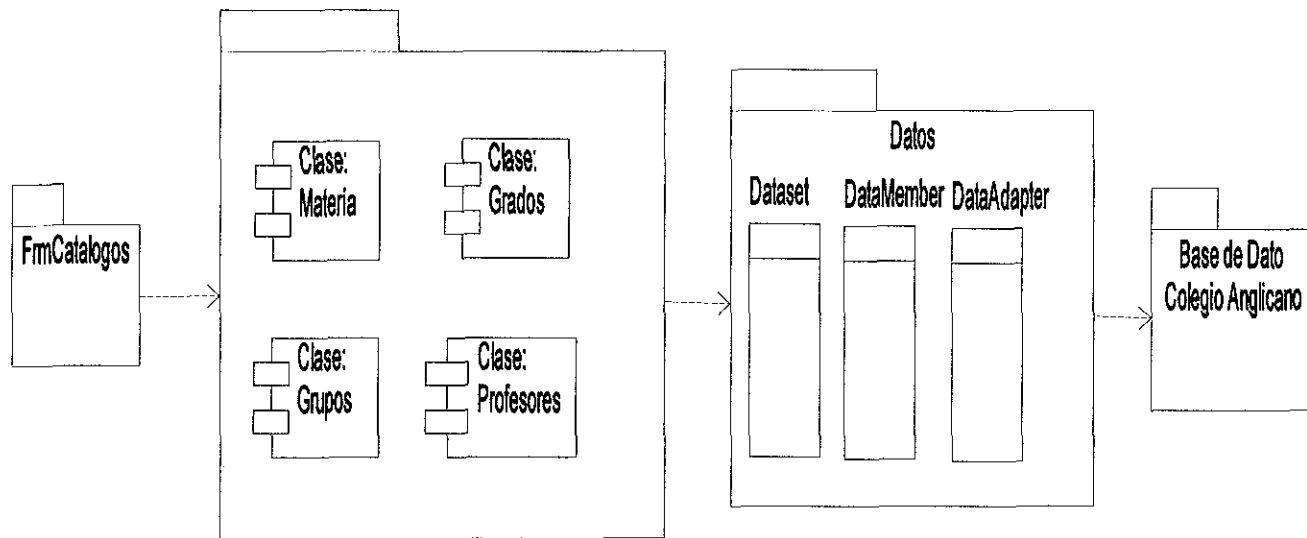 FrmCatalogos
Clase:
Materia
Clase:
Grados
Clase:
Grupos
Clase:
Profesores
Datos
Dataset
DataMember
DataAdapter
Base de Dato
Colegio Anglicano